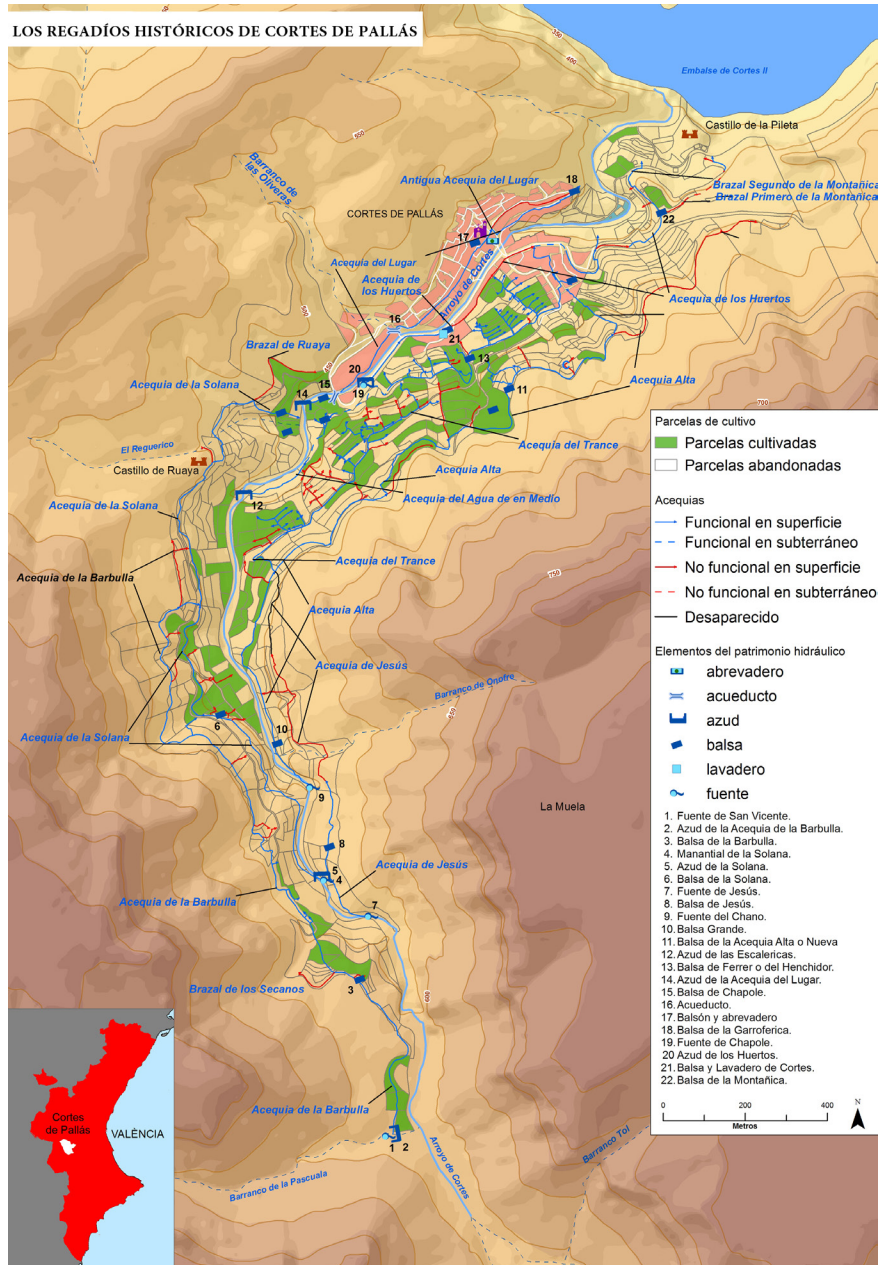 LOS REGADÍOS HISTÓRICOS DE CORTES DE PALLÁS
350
400
Embalse de Cortes II
Castillo de la Pileta
500
Barranco de
las Oliveras
Antigua Acequia del Lugar
18
Brazal Segundo de la Montañica
Brazal Primero de la Montañica
CORTES DE PALLÁS
17
22
Acequia del Lugar
Acequia de
los Huertos
Arroyo de Cortes
Acequia de los Huertos
500
16
21
Brazal de Ruaya
450
13
20
Acequia de la Solana
15
19
14
11
Acequia Alta
700
El Reguerico
Acequia del Trance
Castillo de Ruaya
Acequia Alta
12
Acequia del Agua de en Medio
Acequia de la Solana
Acequia del Trance
Acequia de la Barbulla
750
Acequia Alta
Acequia de Jesús
Barranco de Onofre
650
6
Acequia de la Solana
10
9
La Muela
8
5
4
Acequia de Jesús
Acequia de la Barbulla
7
Brazal de los Secanos
3
600
Acequia de la Barbulla
1
2
Arroyo de Cortes
Barranco Tol
Barranco de la Pascuala
Parcelas de cultivo
Parcelas cultivadas
Parcelas abandonadas
Acequias
Funcional en superficie
Funcional en subterráneo
No funcional en superficie
No funcional en subterráneo
Desaparecido
Elementos del patrimonio hidráulico
abrevadero
acueducto
azud
balsa
lavadero
fuente
1. Fuente de San Vicente.
2. Azud de la Acequia de la Barbulla.
3. Balsa de la Barbulla.
4. Manantial de la Solana.
5. Azud de la Solana.
6. Balsa de la Solana.
7. Fuente de Jesús.
8. Balsa de Jesús.
9. Fuente del Chano.
10. Balsa Grande.
11. Balsa de la Acequia Alta o Nueva
12. Azud de las Escalericas.
13. Balsa de Ferrer o del Henchidor.
14. Azud de la Acequia del Lugar.
15. Balsa de Chapole.
16. Acueducto.
17. Balsón y abrevadero
18. Balsa de la Garroferica.
19. Fuente de Chapole.
20 Azud de los Huertos.
21. Balsa y Lavadero de Cortes.
22. Balsa de la Montañica.
0 200 400
Metros
N
Cortes
de Pallás
VALÈNCIA